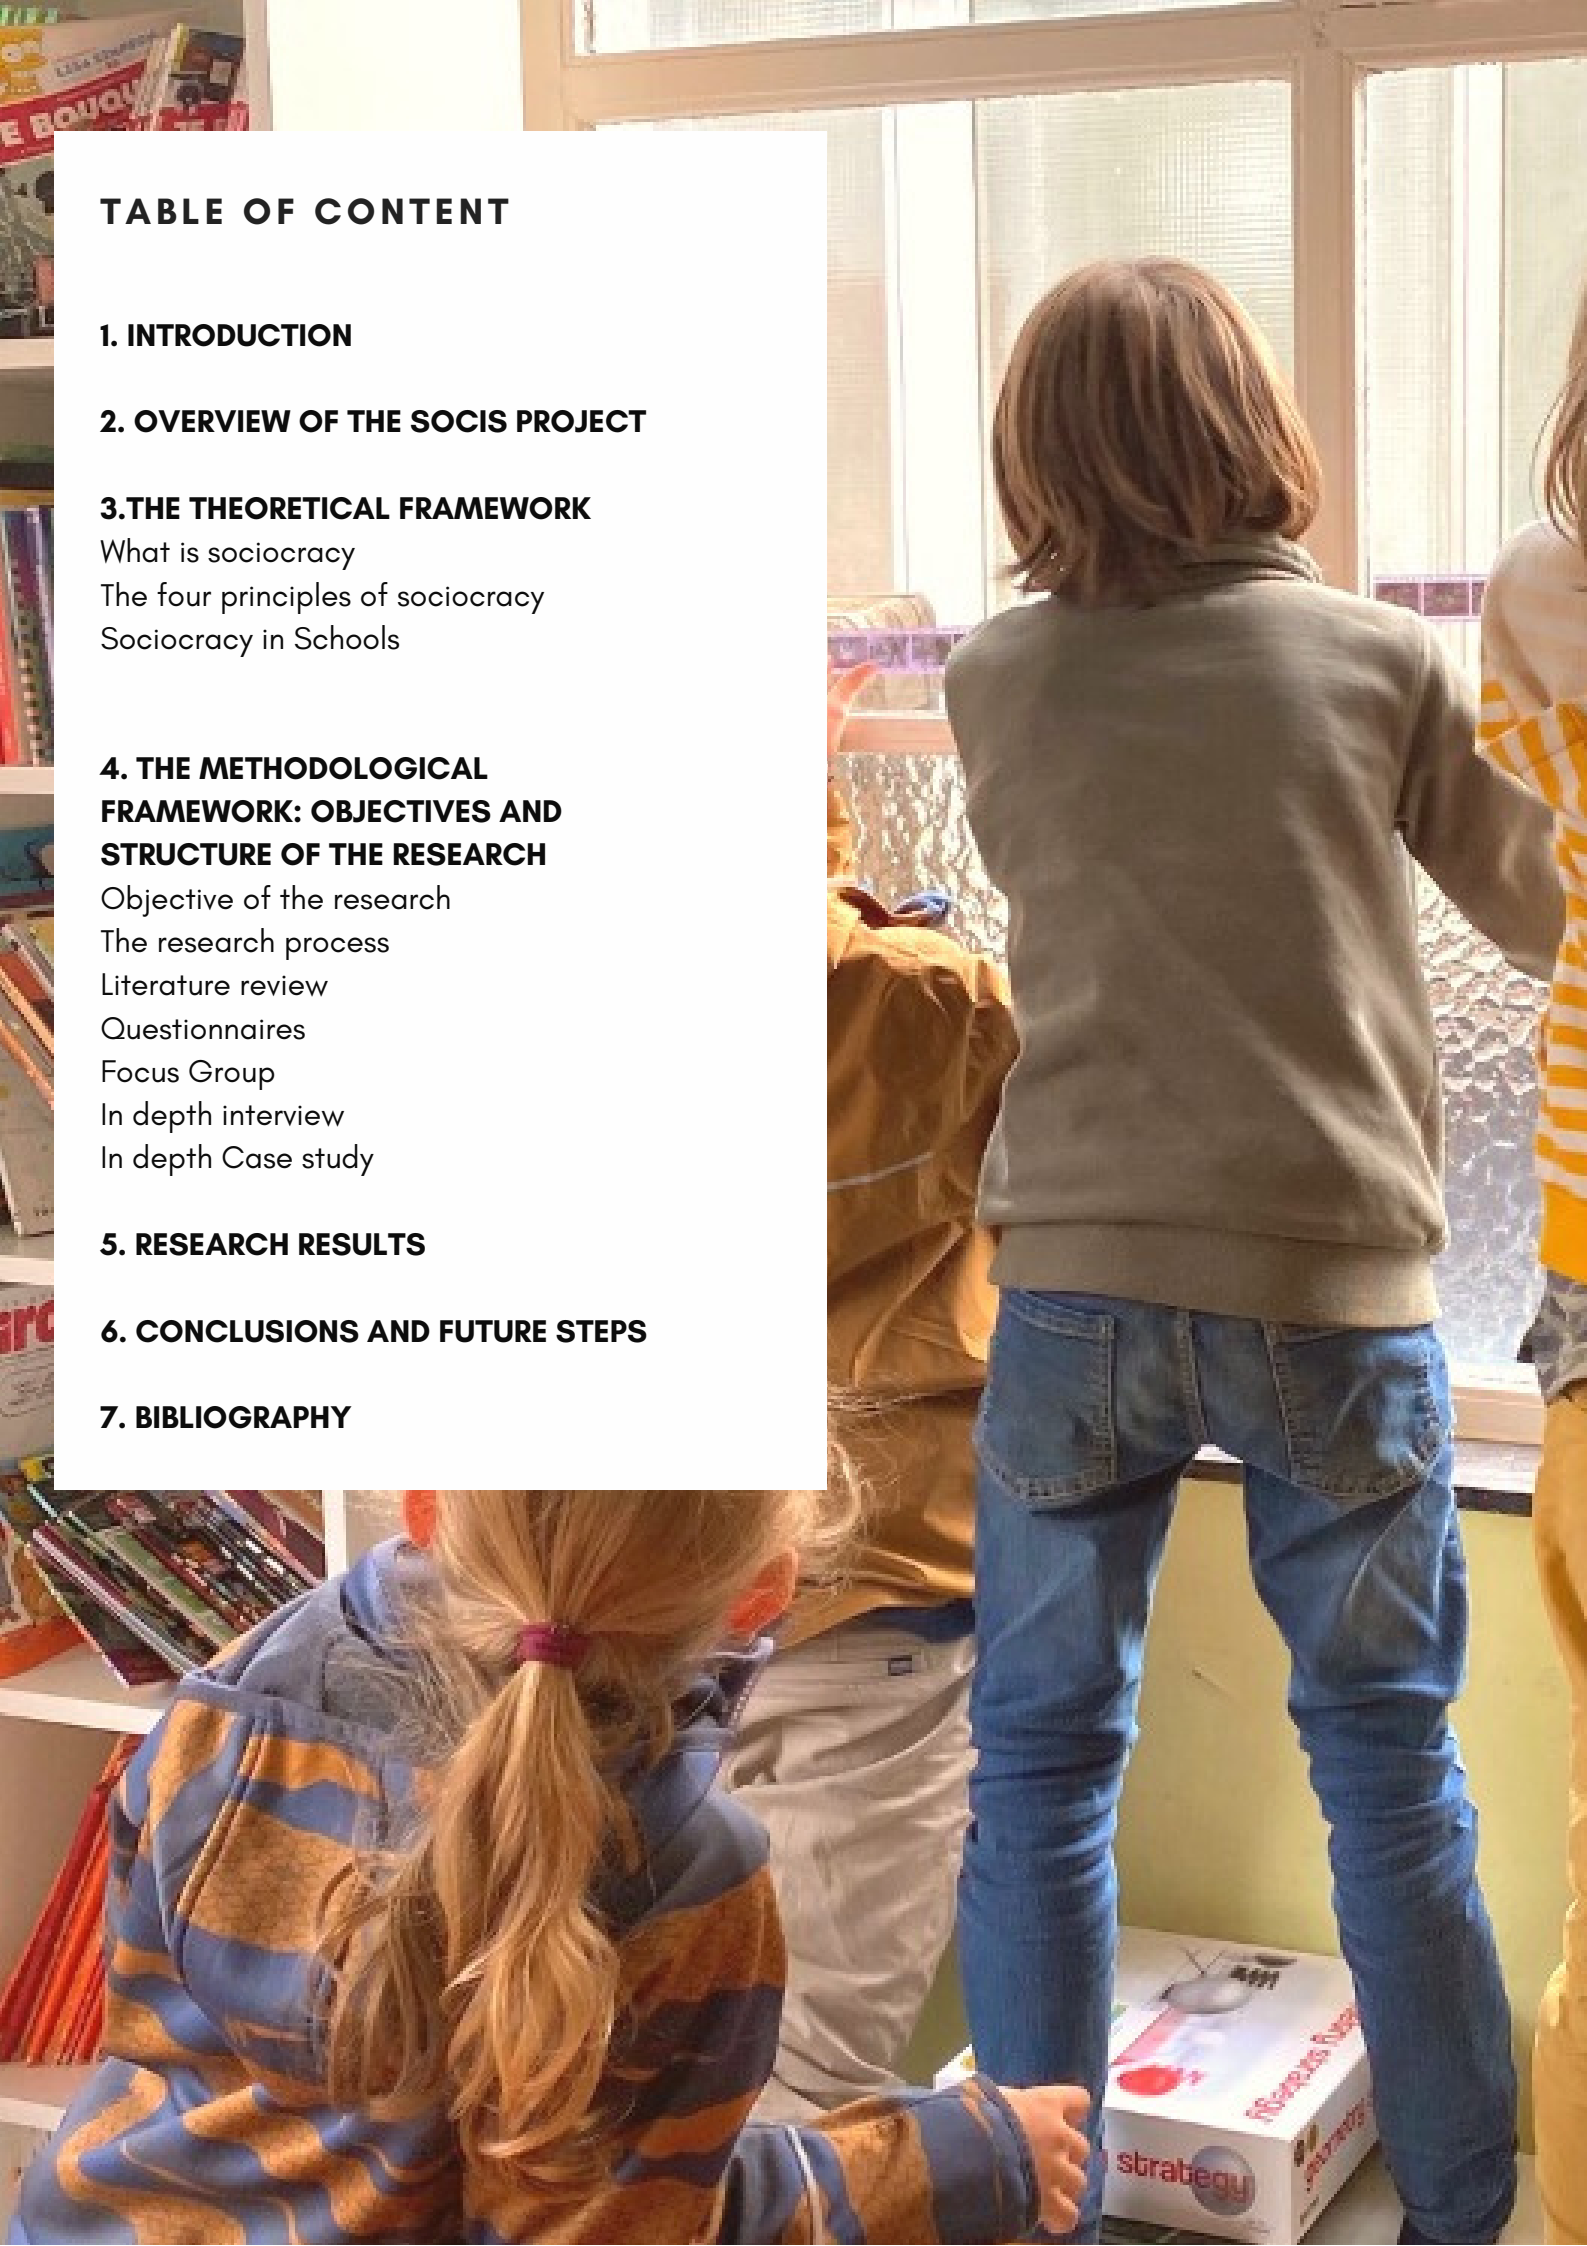 TABLE OF CONTENT
1. INTRODUCTION
2. OVERVIEW OF THE SOCIS PROJECT
3.THE THEORETICAL FRAMEWORK
What is sociocracy
The four principles of sociocracy
Sociocracy in Schools
4. THE METHODOLOGICAL
FRAMEWORK: OBJECTIVES AND
STRUCTURE OF THE RESEARCH
Objective of the research
The research process
Literature review
Questionnaires
Focus Group
In depth interview
In depth Case study
5. RESEARCH RESULTS
6. CONCLUSIONS AND FUTURE STEPS
7. BIBLIOGRAPHY
strategy